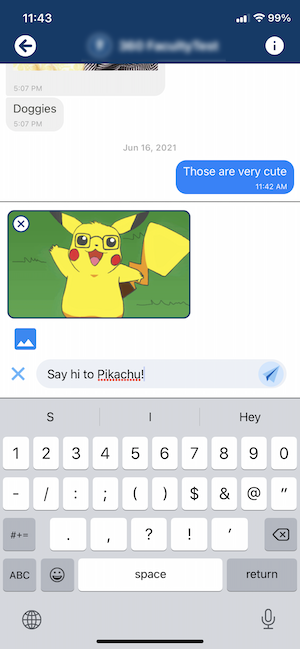 11:43
99%
5:07 PM
Doggies
5:07 PM
Jun 16, 2021
Those are very cute
11:42 AM
Say hi to Pikachu!
S I Hey
1 2 3 4 5 6 7 8 9 0
- / : ; ( ) $ & @ "
#+= . , ? ! ’
ABC space return